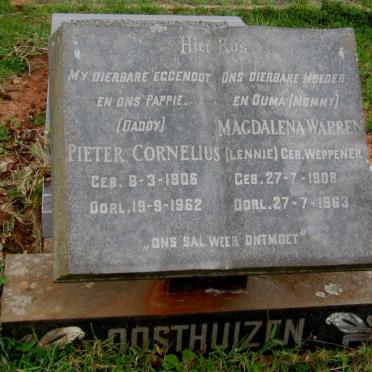 Hier Rus
MY DIERBARE EGGENOOT
EN ONS PAPPIE.
(DADDY)
PIETER CORNELIUS
GEB. 8-3-1906
OORL. 19-9-1962
ONS DIERBARE MOEDER
EN OUMA (MOMMY)
MAGDALENA WARREN
(LENNIE) GEB. WEPPENER
GEB. 27-7-1908
OORL. 27-7-1963
„ONS SAL WEER ONTMOET"
OOSTHUIZEN